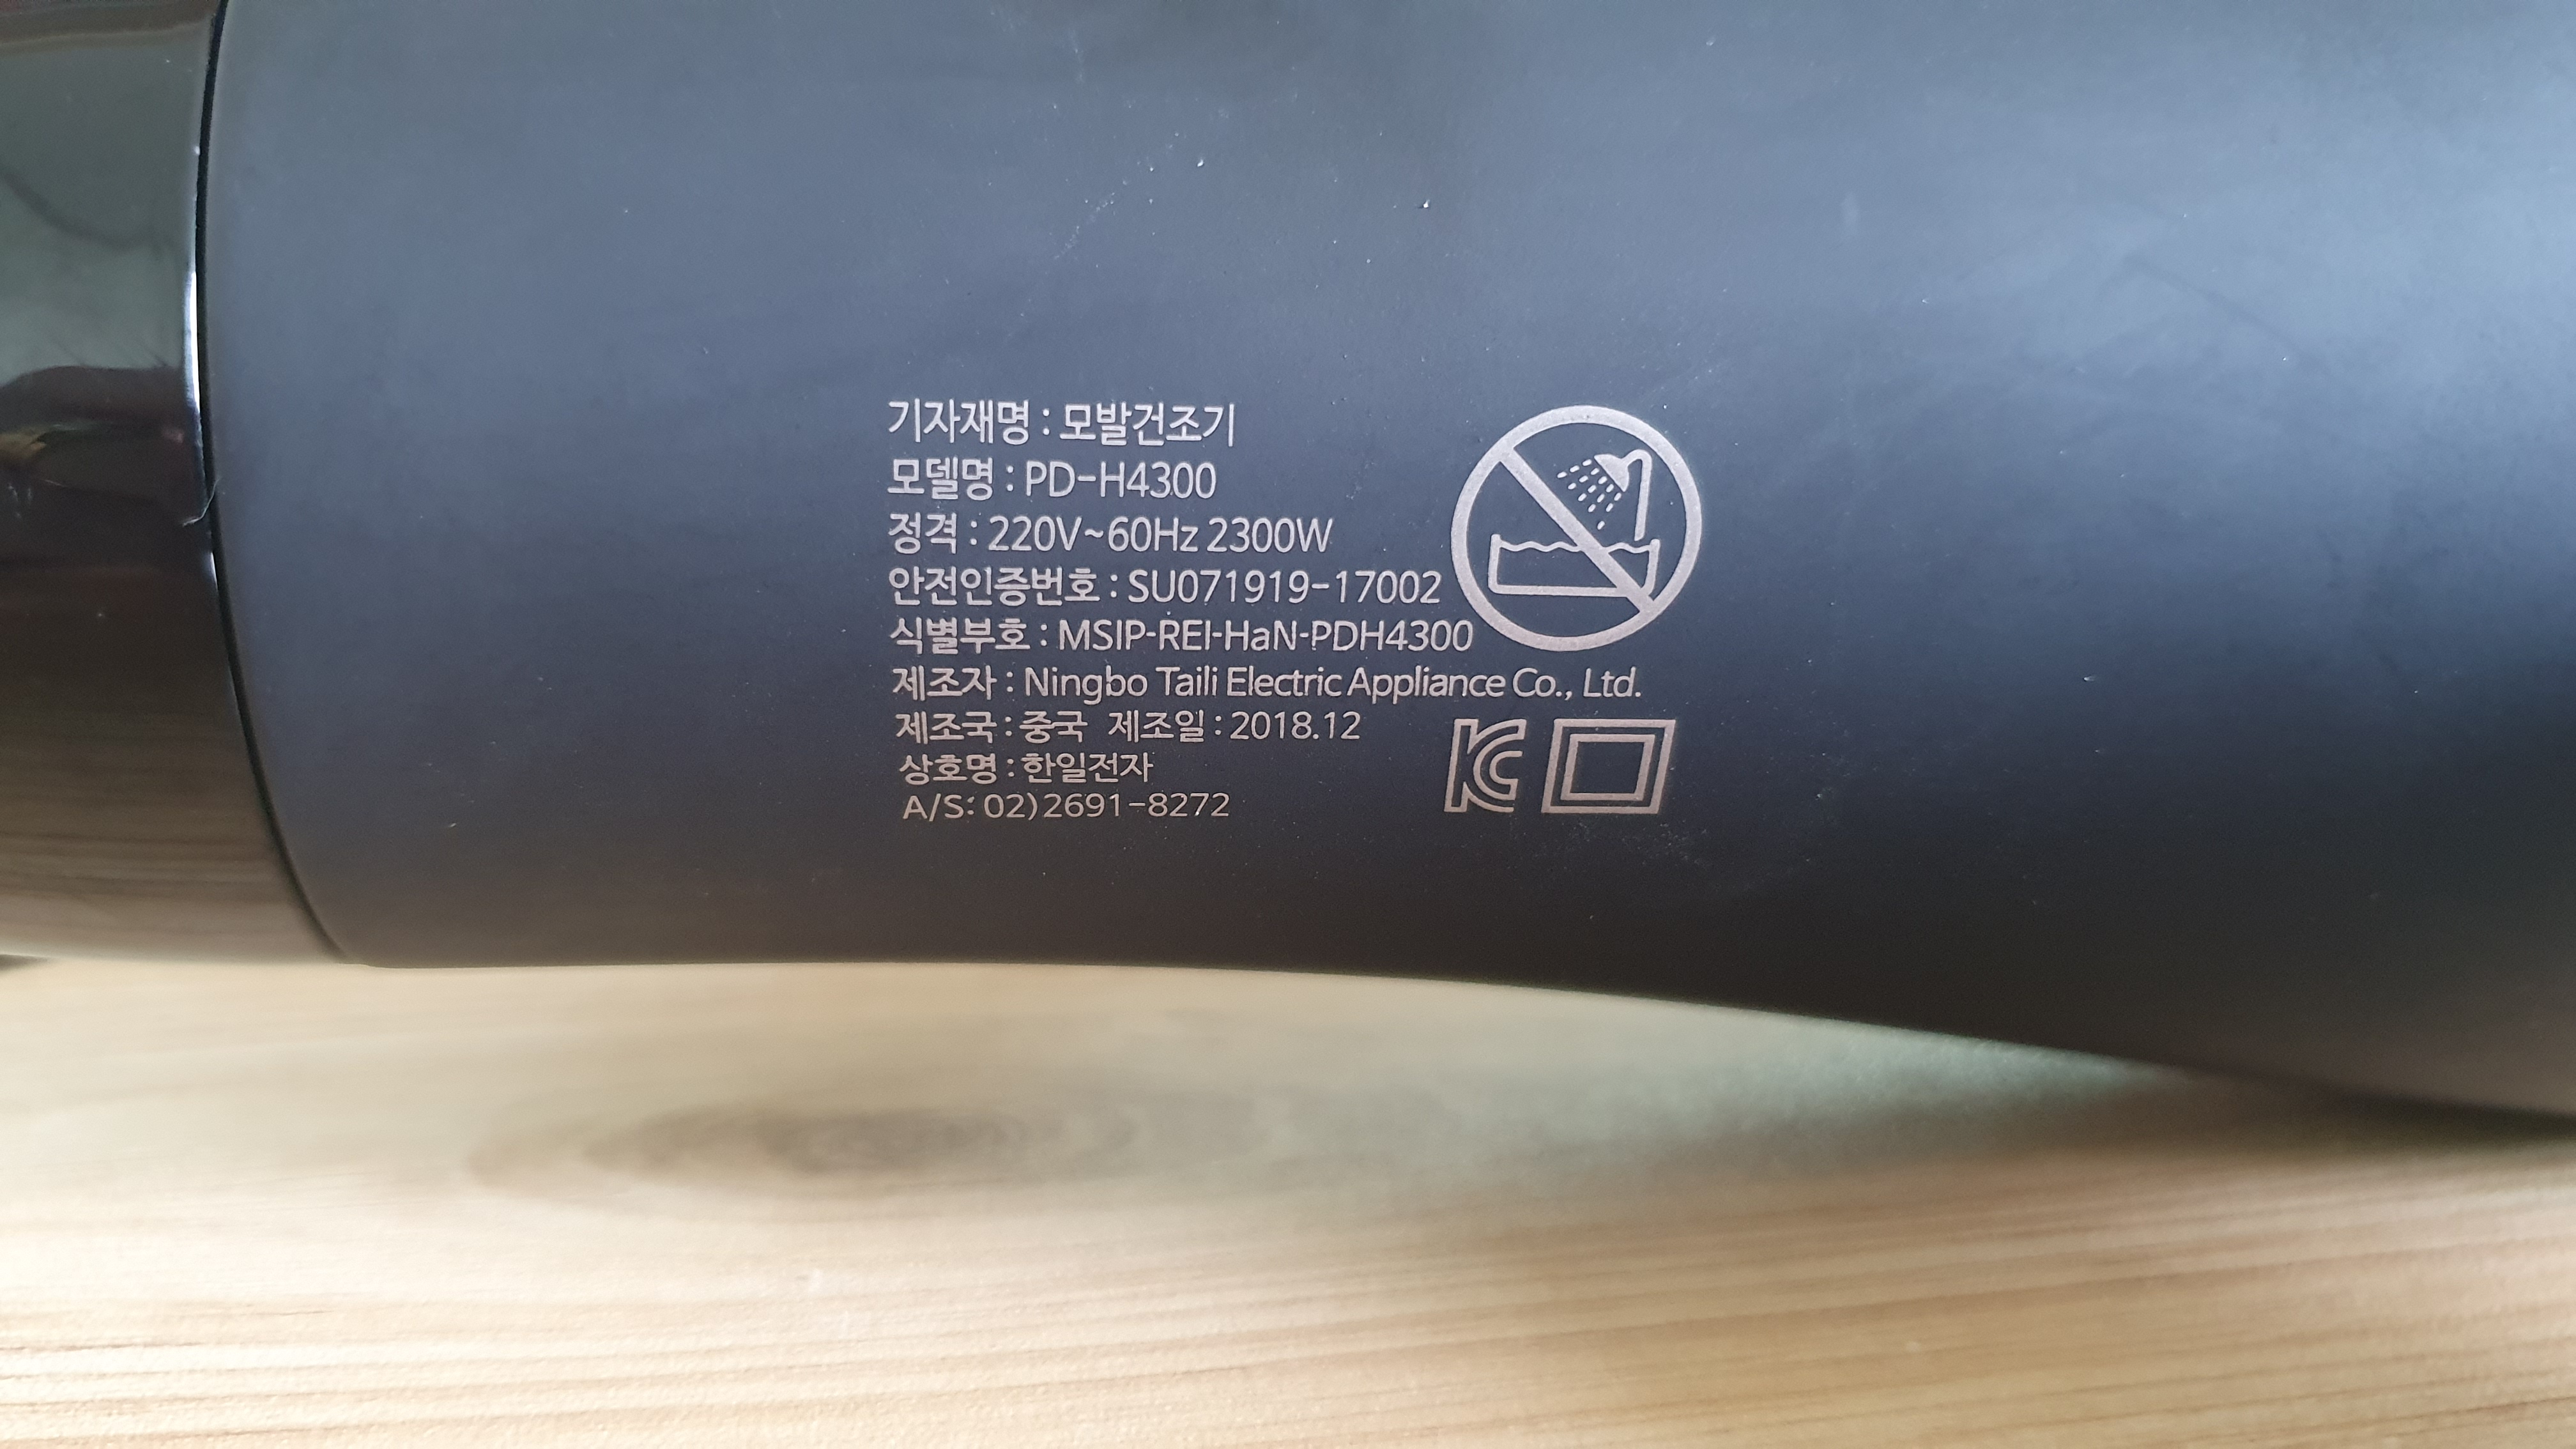 기자재명 : 모발건조기
모델명 : PD-H4300
정격 : 220V~60Hz 2300W
안전인증번호 : SU071919-17002
식별부호 : MSIP-REI-HaN-PDH4300
제조자 : Ningbo Taili Electric Appliance Co., Ltd.
제조국 : 중국 제조일 : 2018.12
상호명 : 한일전자
A/S: 02)2691-8272
KC